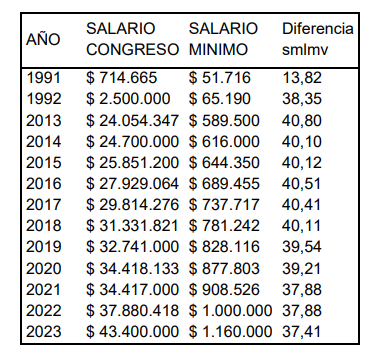 AÑO SALARIO CONGRESO SALARIO MINIMO Diferencia smlmv
1991 $ 714.665 $ 51.716 13,82
1992 $ 2.500.000 $ 65.190 38,35
2013 $ 24.054.347 $ 589.500 40,80
2014 $ 24.700.000 $ 616.000 40,10
2015 $ 25.851.200 $ 644.350 40,12
2016 $ 27.929.064 $ 689.455 40,51
2017 $ 29.814.276 $ 737.717 40,41
2018 $ 31.331.821 $ 781.242 40,11
2019 $ 32.741.000 $ 828.116 39,54
2020 $ 34.418.133 $ 877.803 39,21
2021 $ 34.417.000 $ 908.526 37,88
2022 $ 37.880.418 $ 1.000.000 37,88
2023 $ 43.400.000 $ 1.160.000 37,41